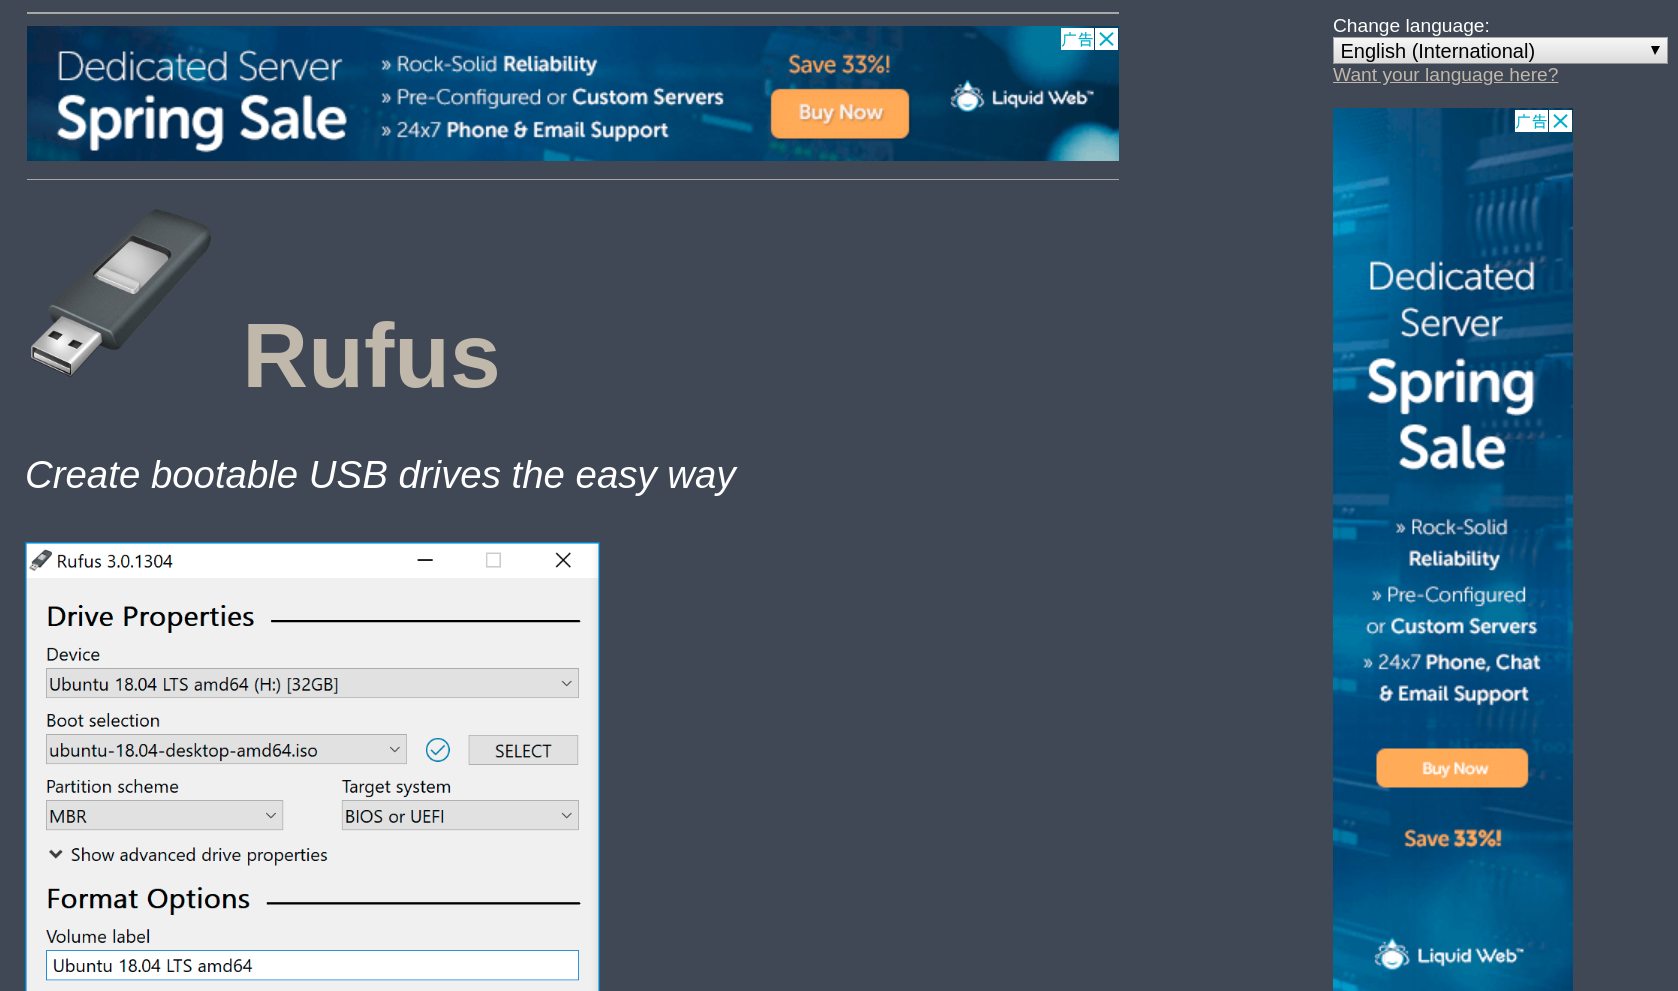 广告
Dedicated Server
Spring Sale
» Rock-Solid Reliability
» Pre-Configured or Custom Servers
» 24x7 Phone & Email Support
Save 33%!
Buy Now
Liquid Web™
Change language:
English (International)
Want your language here?
Rufus
Create bootable USB drives the easy way
Rufus 3.0.1304
Drive Properties
Device
Ubuntu 18.04 LTS amd64 (H:) [32GB]
Boot selection
ubuntu-18.04-desktop-amd64.iso
SELECT
Partition scheme
Target system
MBR
BIOS or UEFI
Show advanced drive properties
Format Options
Volume label
Ubuntu 18.04 LTS amd64
广告
Dedicated
Server
Spring
Sale
» Rock-Solid
Reliability
» Pre-Configured
or Custom Servers
» 24x7 Phone, Chat
& Email Support
Buy Now
Save 33%!
Liquid Web™